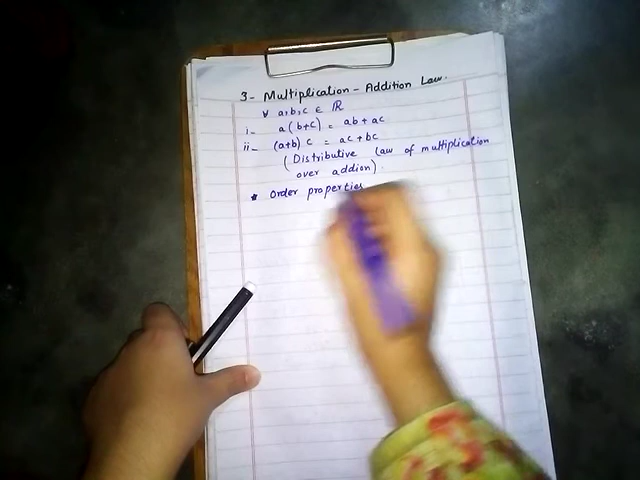 3- Multiplication - Addition Law.
∀ a,b,c ∈ ℝ
i- a(b+c) = ab + ac
ii- (a+b) c = ac + bc
(Distributive law of multiplication
over addion)
* Order properties